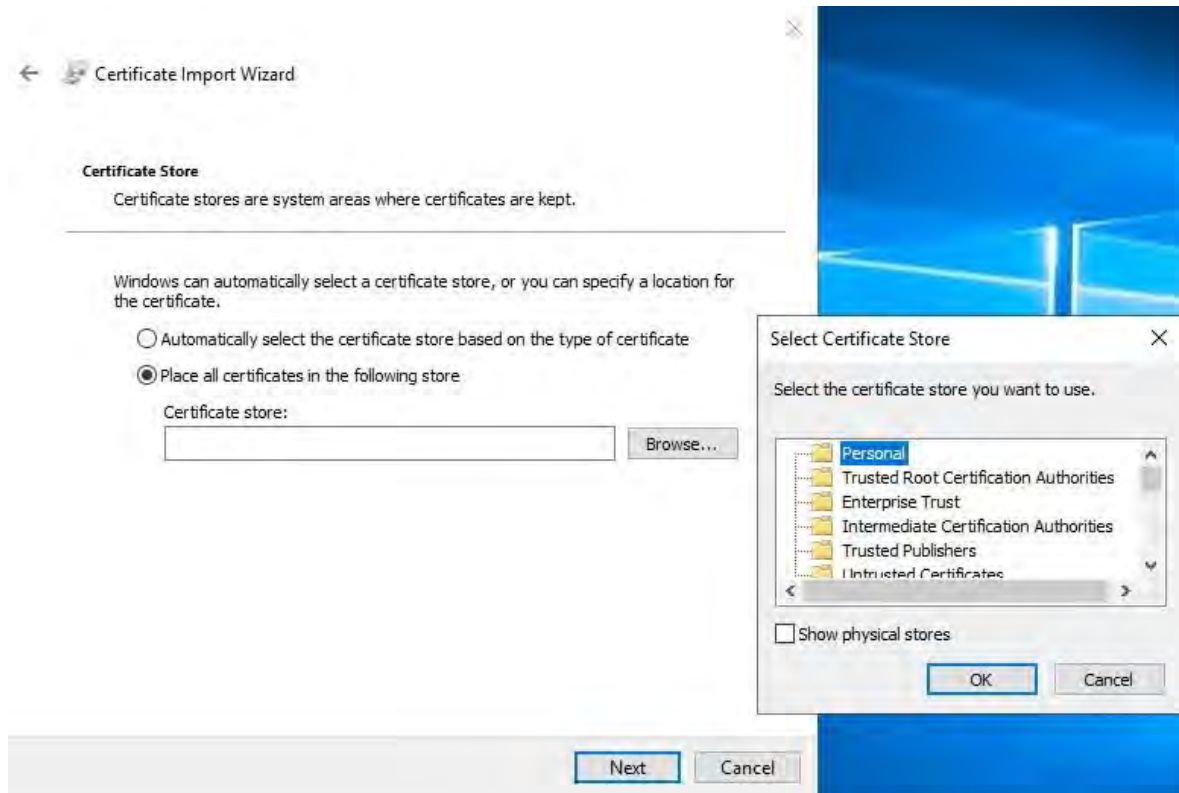 Certificate Import Wizard
Certificate Store
Certificate stores are system areas where certificates are kept.
Windows can automatically select a certificate store, or you can specify a location for
the certificate.
Automatically select the certificate store based on the type of certificate
Place all certificates in the following store
Certificate store:
Browse...
Next
Cancel
Select Certificate Store
Select the certificate store you want to use.
Personal
Trusted Root Certification Authorities
Enterprise Trust
Intermediate Certification Authorities
Trusted Publishers
Untrusted Certificates
Show physical stores
OK
Cancel